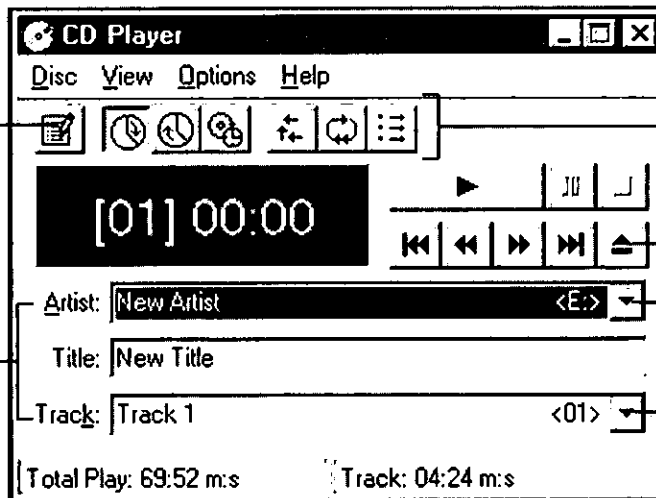 CD Player
Disc View Options Help
[01] 00:00
Artist: New Artist <E:>
Title: New Title
Track: Track 1 <01>
Total Play: 69:52 m:s Track: 04:24 m:s